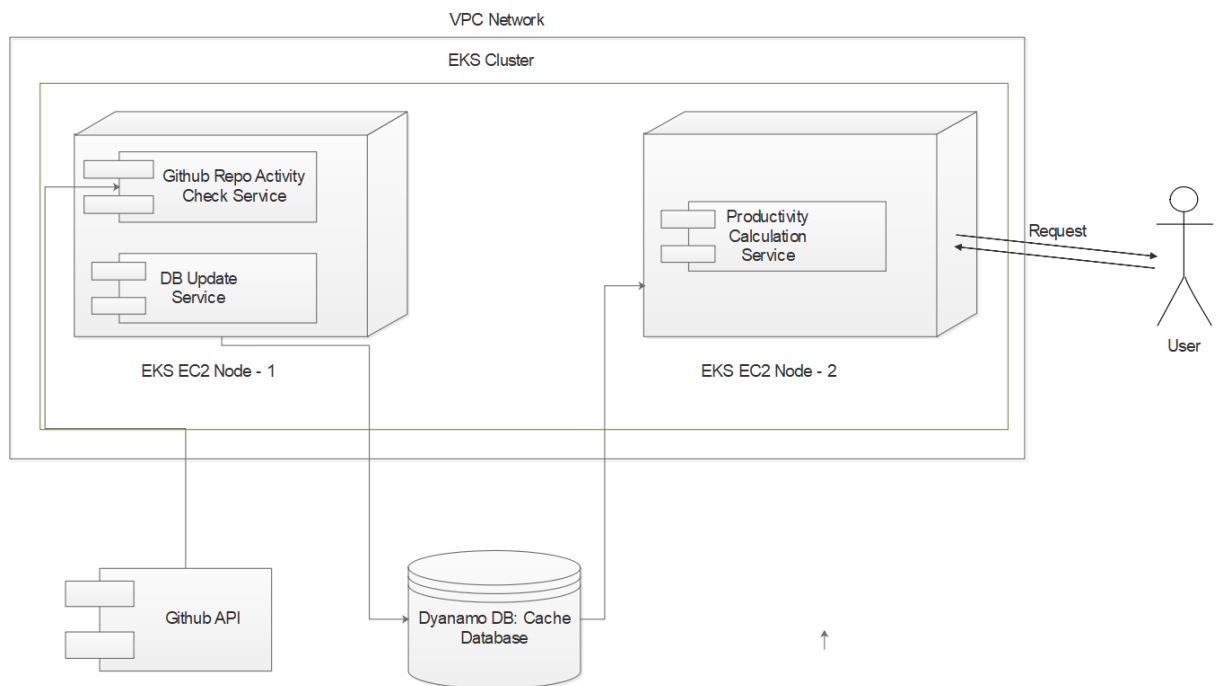 VPC Network
EKS Cluster
Github Repo Activity
Check Service
DB Update
Service
EKS EC2 Node - 1
Productivity
Calculation
Service
EKS EC2 Node - 2
Request
User
Github API
Dyanamo DB: Cache
Database